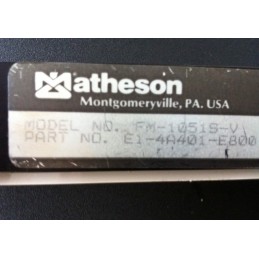 Matheson
Montgomeryville, PA. USA
MODEL NO. FM-1051S-V
PART NO. E1-4A401-E800